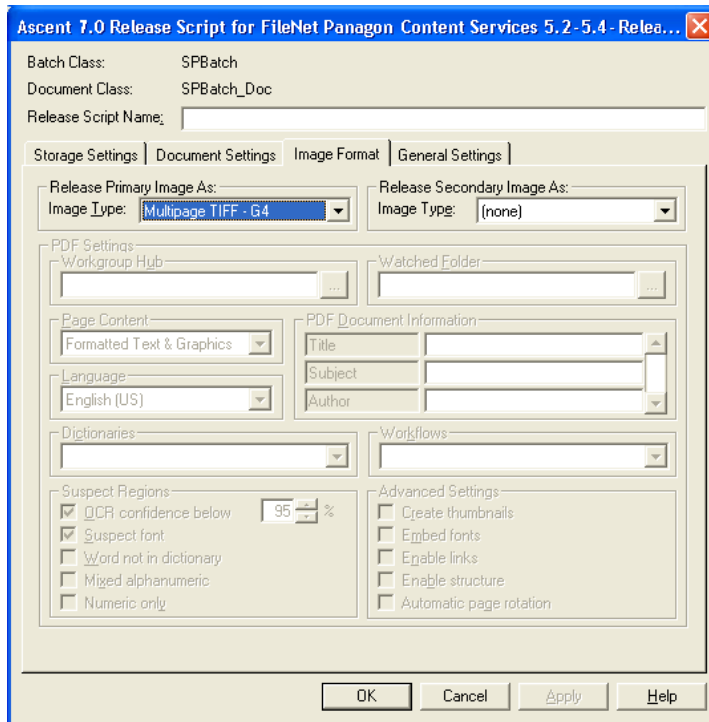 Ascent 7.0 Release Script for FileNet Panagon Content Services 5.2-5.4 - Relea...
Batch Class: SPBatch
Document Class: SPBatch_Doc
Release Script Name:
Storage Settings Document Settings Image Format General Settings
Release Primary Image As: Release Secondary Image As:
Image Type: Multipage TIFF - G4 Image Type: (none)
PDF Settings
Workgroup Hub Watched Folder
... ...
Page Content PDF Document Information
Formatted Text & Graphics Title
Language Subject
English (US) Author
Dictionaries Workflows
Suspect Regions Advanced Settings
OCR confidence below 95 % Create thumbnails
Suspect font Embed fonts
Word not in dictionary Enable links
Mixed alphanumeric Enable structure
Numeric only Automatic page rotation
OK Cancel Apply Help